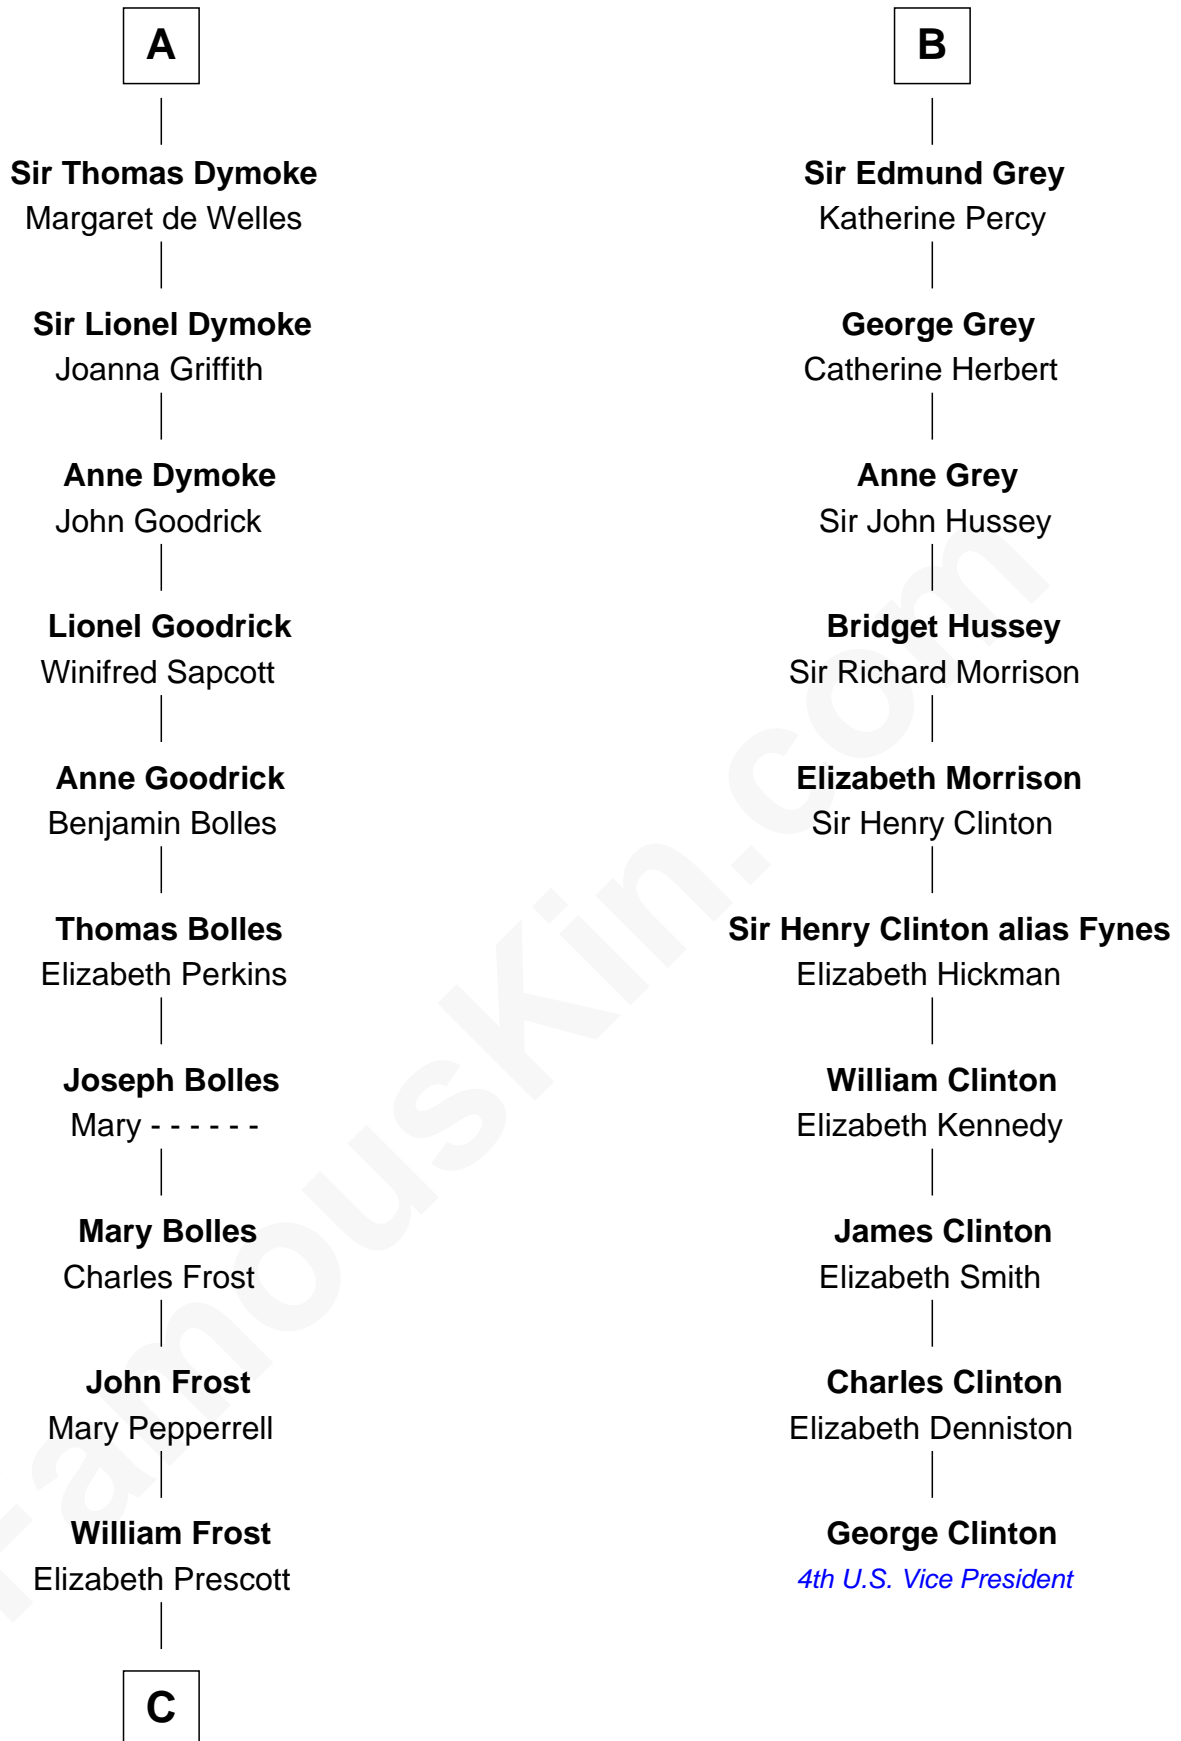 A
Sir Thomas Dymoke
Margaret de Welles
Sir Lionel Dymoke
Joanna Griffith
Anne Dymoke
John Goodrick
Lionel Goodrick
Winifred Sapcott
Anne Goodrick
Benjamin Bolles
Thomas Bolles
Elizabeth Perkins
Joseph Bolles
Mary - - - - - -
Mary Bolles
Charles Frost
John Frost
Mary Pepperrell
William Frost
Elizabeth Prescott
C
B
Sir Edmund Grey
Katherine Percy
George Grey
Catherine Herbert
Anne Grey
Sir John Hussey
Bridget Hussey
Sir Richard Morrison
Elizabeth Morrison
Sir Henry Clinton
Sir Henry Clinton alias Fynes
Elizabeth Hickman
William Clinton
Elizabeth Kennedy
James Clinton
Elizabeth Smith
Charles Clinton
Elizabeth Denniston
George Clinton
4th U.S. Vice President
FamousKin.com